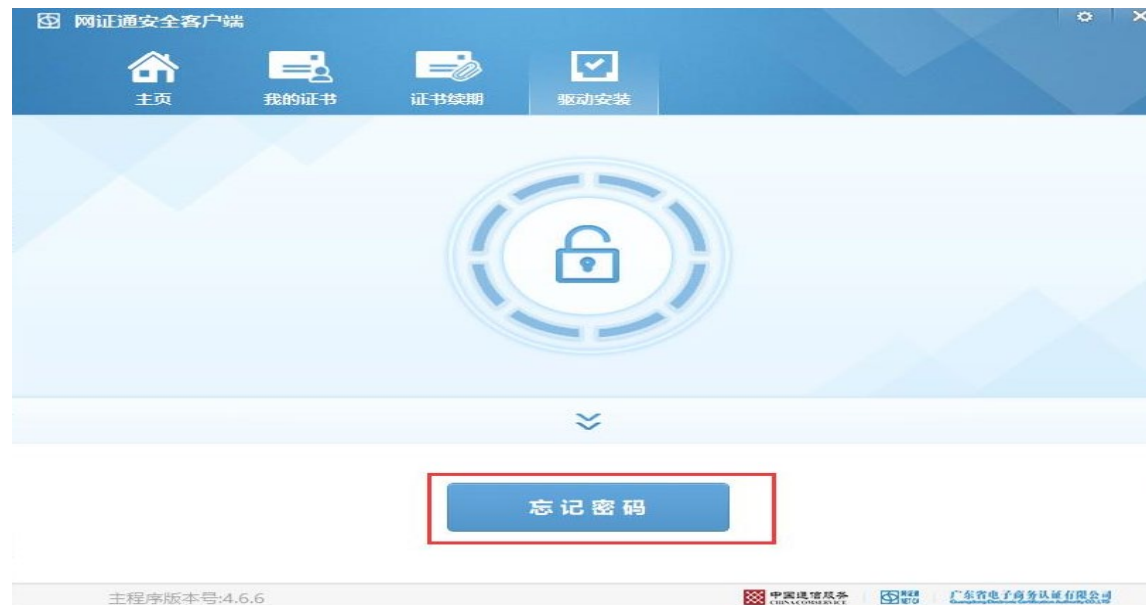 网证通安全客户端
主页 我的证书 证书续期 驱动安装
忘记密码
主程序版本号:4.6.6
中国通信服务 广东省电子商务认证有限公司
CHINA COMSERVICE